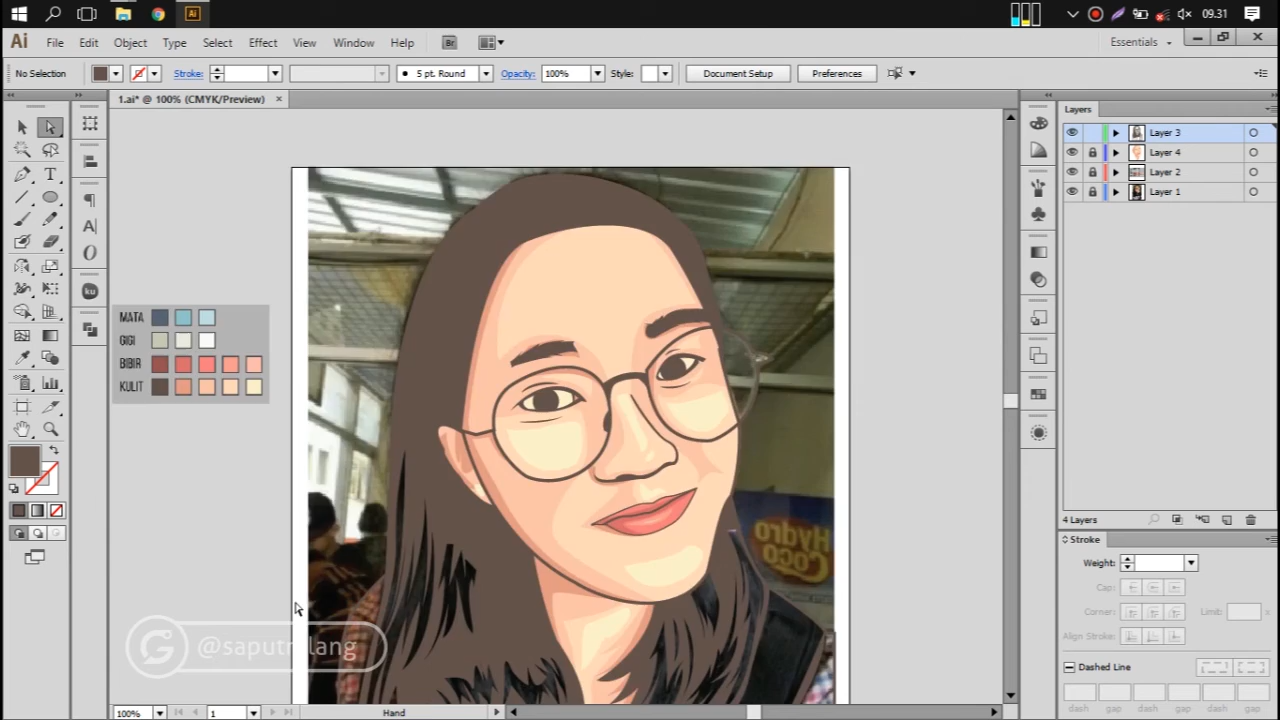 09.31
Ai File Edit Object Type Select Effect View Window Help Br Essentials
No Selection Stroke: 5 pt. Round Opacity: 100% Style: Document Setup Preferences
1.ai* @ 100% (CMYK/Preview) ×
Layers
Layer 3
Layer 4
Layer 2
Layer 1
MATA
GIGI
BIBIR
KULIT
Hydro
Coco
4 Layers
Stroke
Weight:
Cap:
Corner: Limit: x
Align Stroke:
Dashed Line
dash gap dash gap dash gap
100% 1 Hand